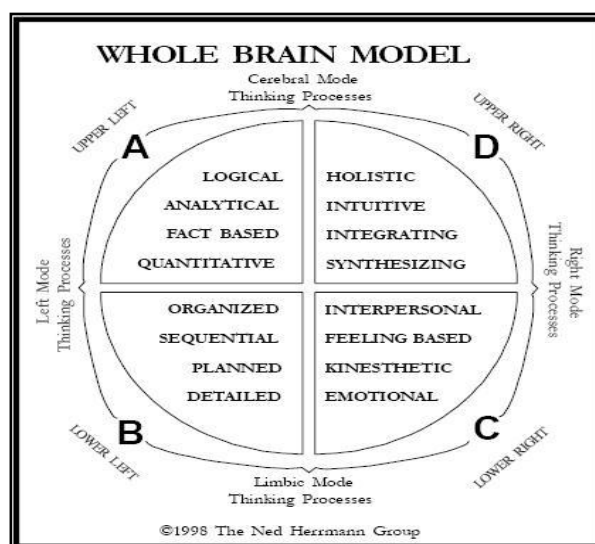 WHOLE BRAIN MODEL
Cerebral Mode
Thinking Processes
UPPER LEFT
UPPER RIGHT
A
D
LOGICAL
ANALYTICAL
FACT BASED
QUANTITATIVE
HOLISTIC
INTUITIVE
INTEGRATING
SYNTHESIZING
Left Mode
Thinking Processes
Right Mode
Thinking Processes
ORGANIZED
SEQUENTIAL
PLANNED
DETAILED
INTERPERSONAL
FEELING BASED
KINESTHETIC
EMOTIONAL
B
C
LOWER LEFT
LOWER RIGHT
Limbic Mode
Thinking Processes
©1998 The Ned Herrmann Group